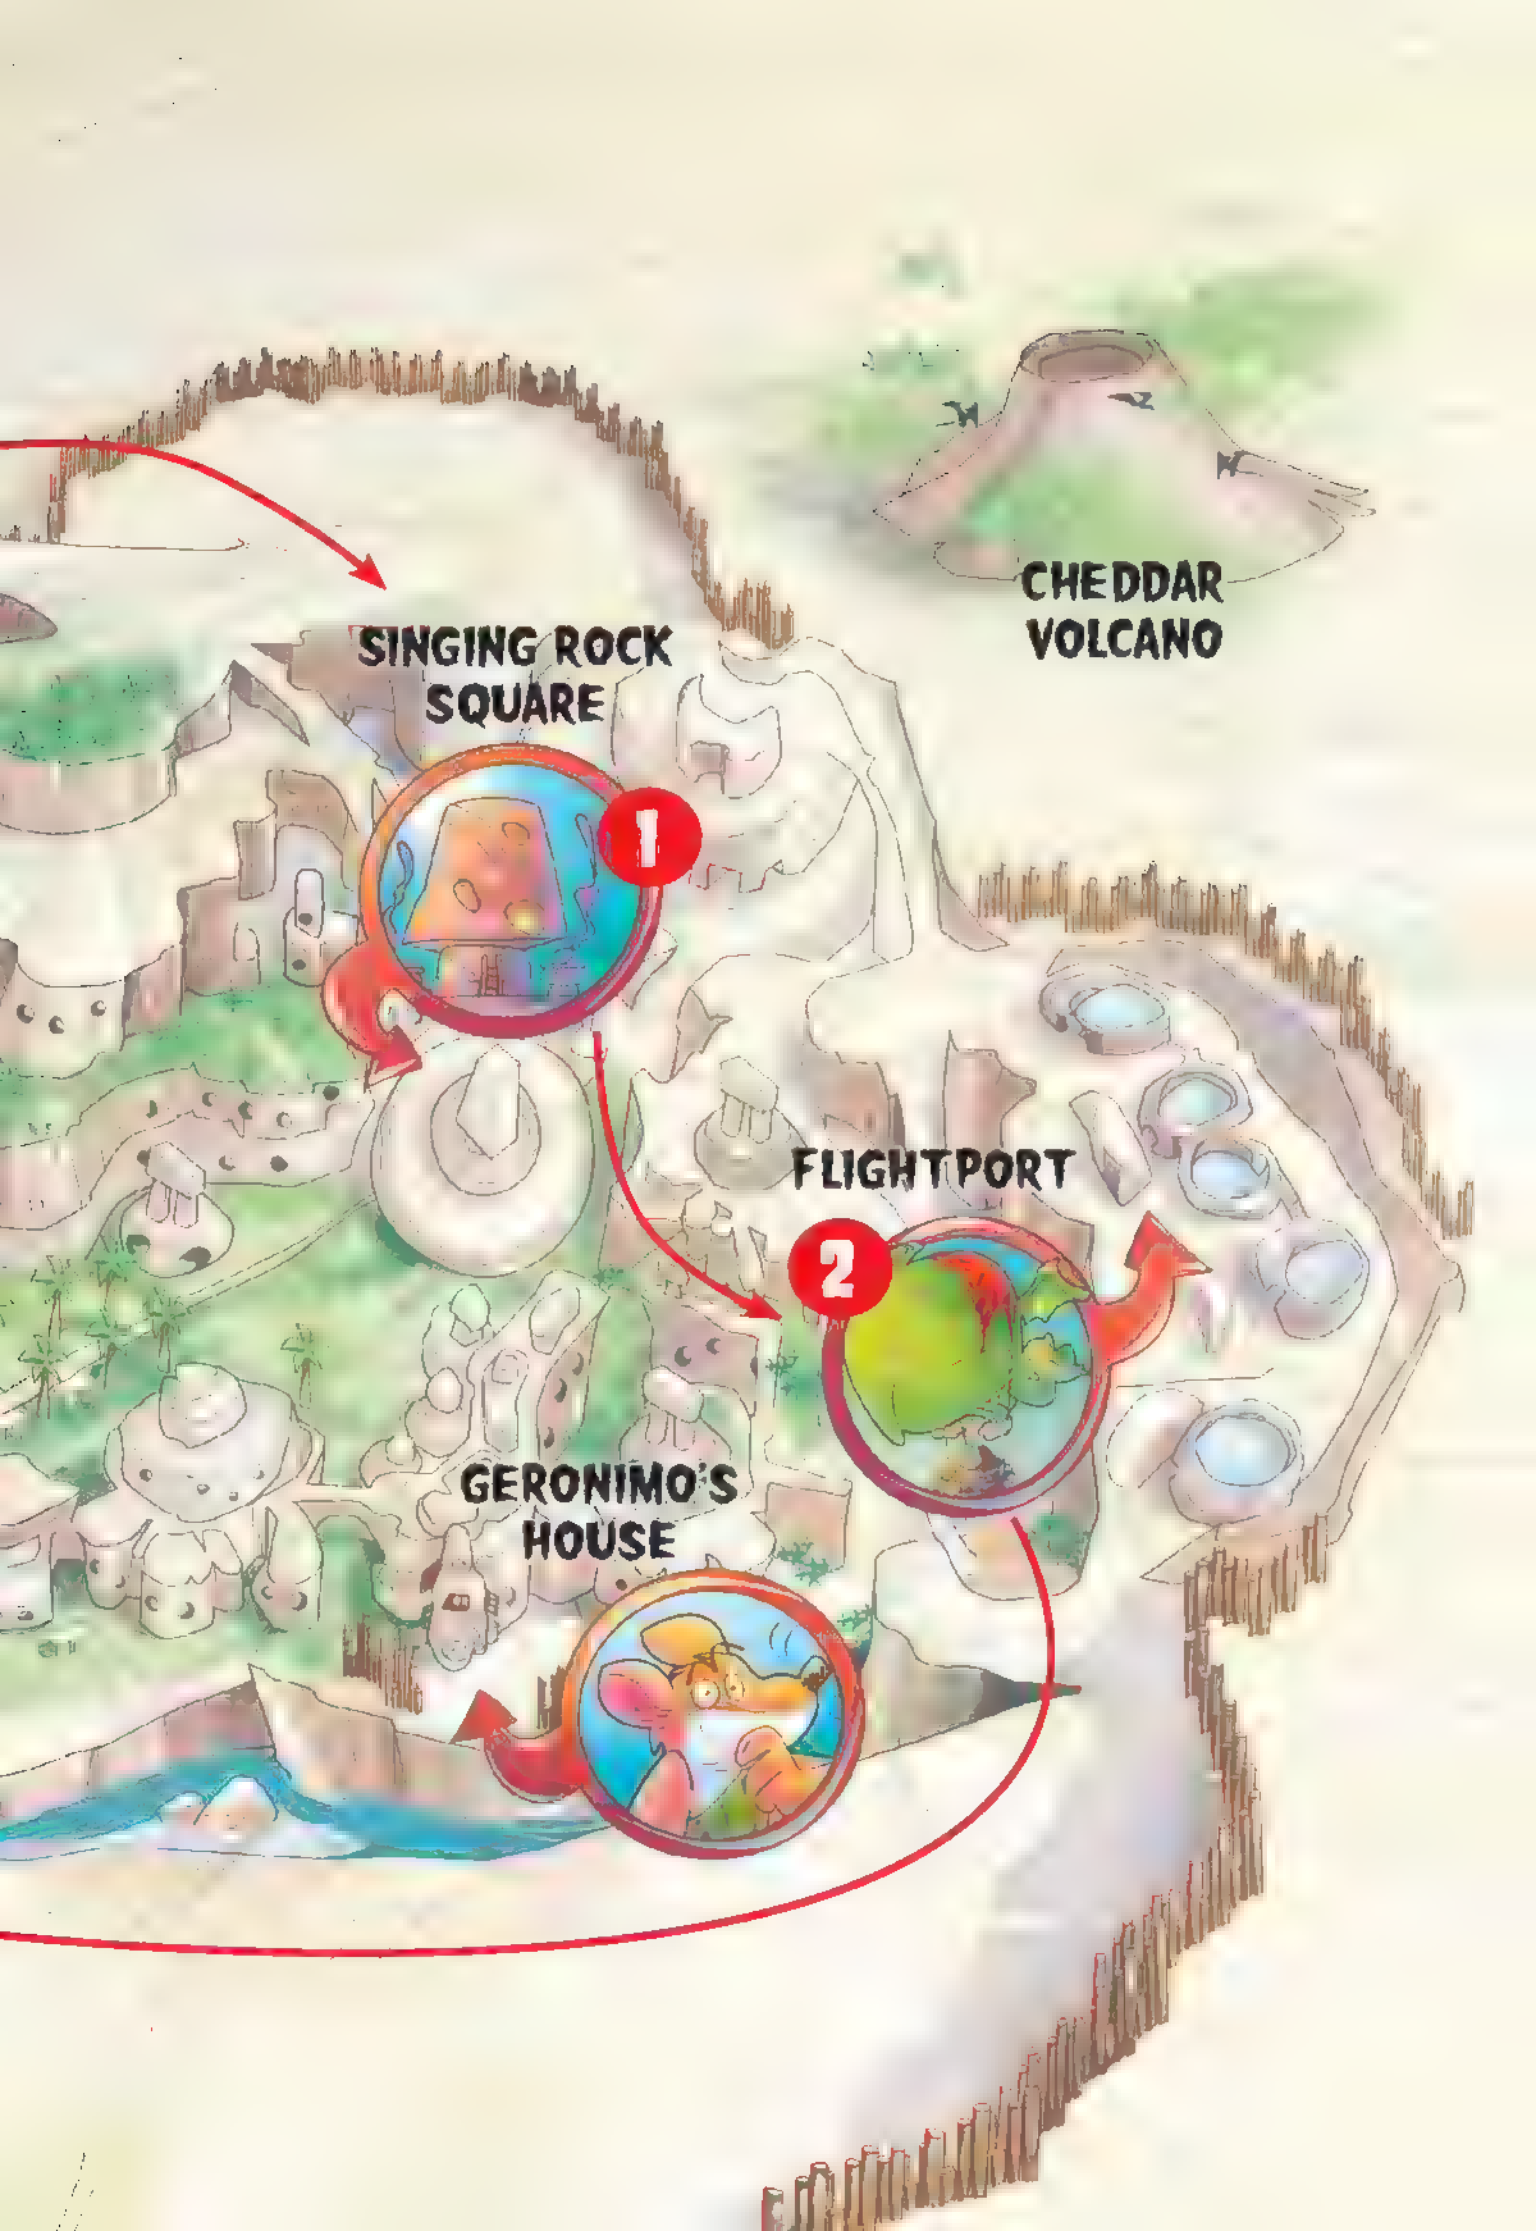 CHEDDAR
VOLCANO
SINGING ROCK
SQUARE
1
FLIGHTPORT
2
GERONIMO'S
HOUSE